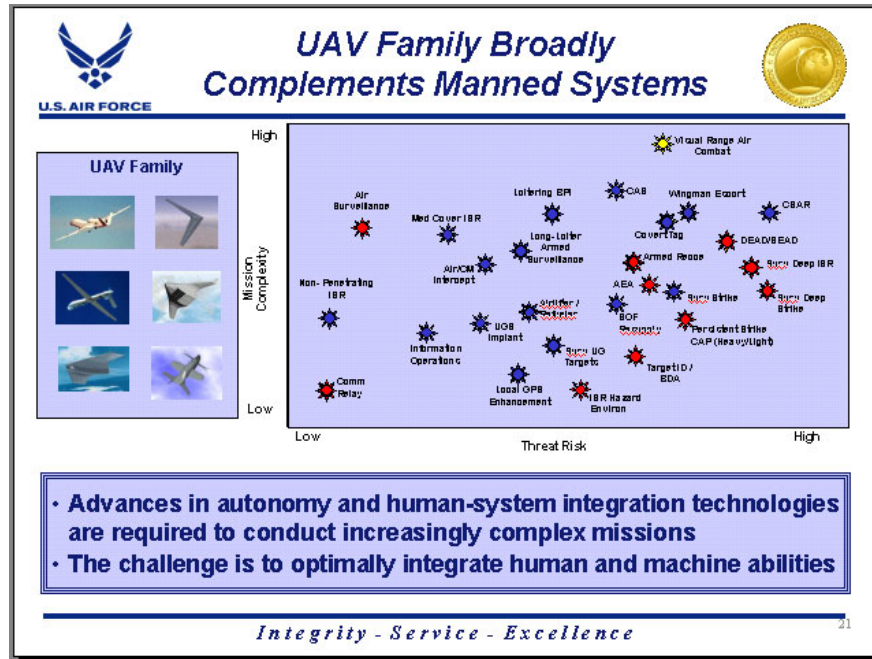 UAV Family Broadly
Complements Manned Systems
U.S. AIR FORCE
UAV Family
High
Mission
Complexity
Low
Low
Threat Risk
High
Visual Range Air
Combat
Air
Surveillance
Med Cover ISR
Loitering EPI
CAS
Wingman Escort
CSAR
Covert Tag
Long-Loiter
Armed
Surveillance
DEAD/SEAD
Air/CM
Intercept
Armed Recce
Deep ISR
Non-Penetrating
ISR
AEA
Strike
Deep
Strike
Airlifter /
UGS
Implant
SOF
Persistent Strike
CAP (Heavy/Light)
Information
Operations
UG
Targets
Target ID /
BDA
Comm
Relay
Local GPS
Enhancement
ISR Hazard
Environ
• Advances in autonomy and human-system integration technologies
are required to conduct increasingly complex missions
• The challenge is to optimally integrate human and machine abilities
Integrity - Service - Excellence
21